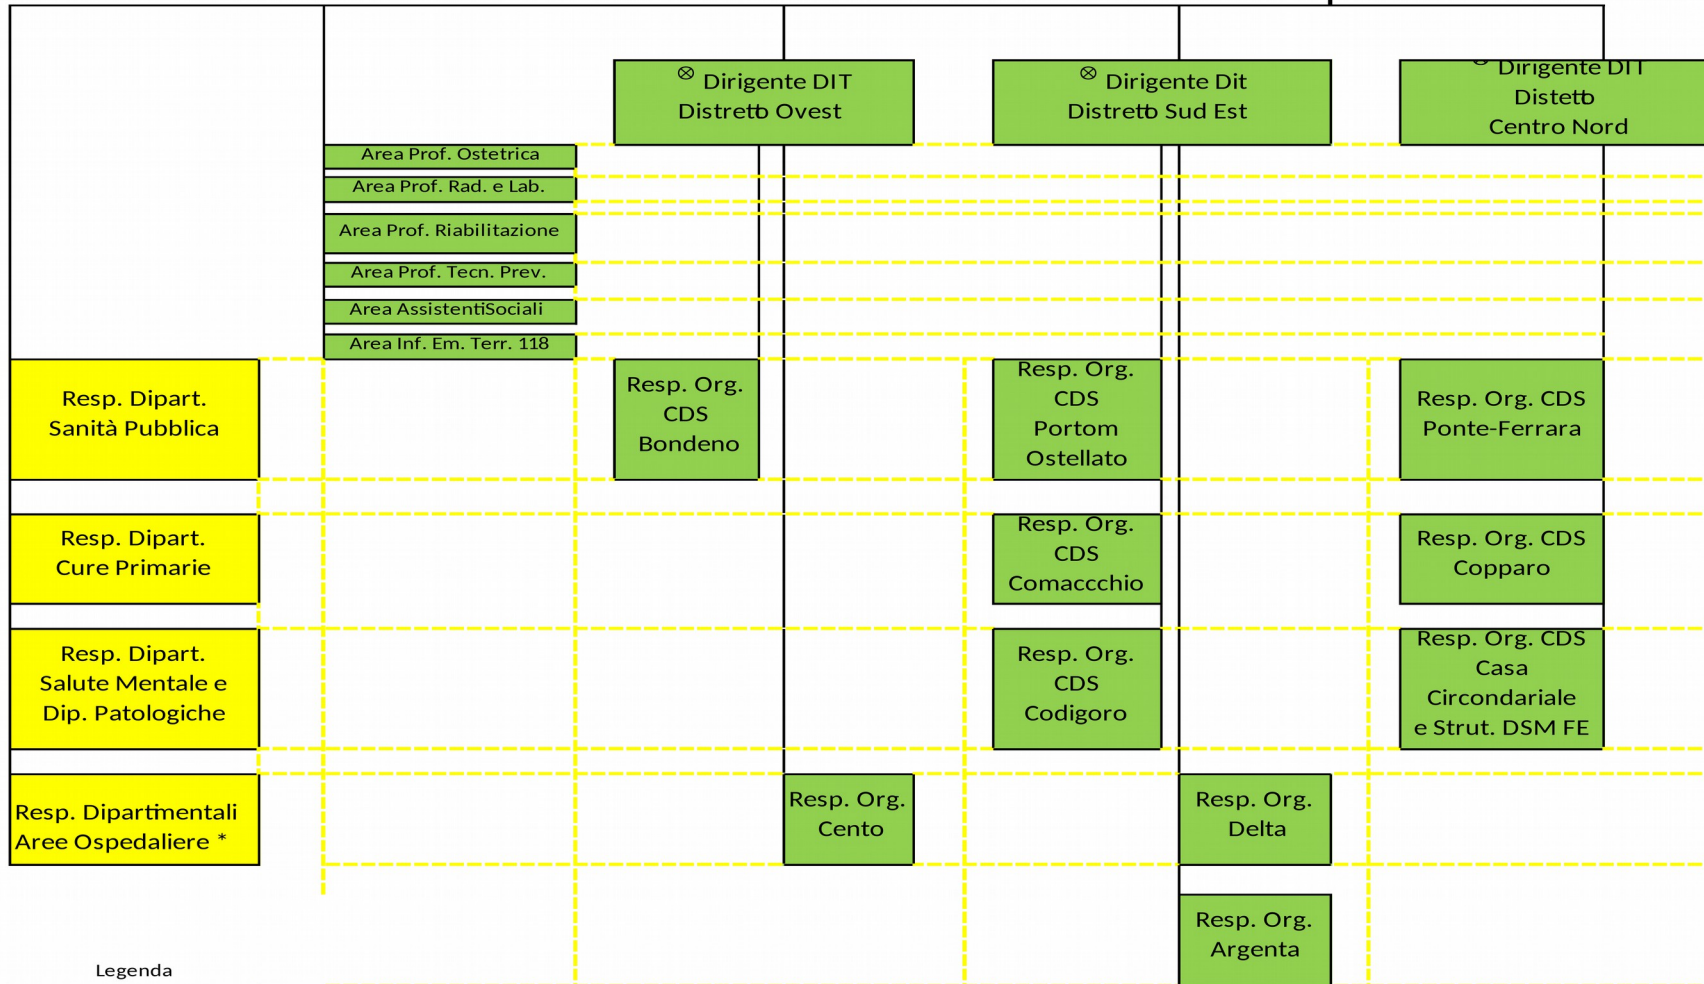 ⊗ Dirigente DIT
Distretto Ovest
⊗ Dirigente Dit
Distretto Sud Est
Dirigente DIT
Distetto
Centro Nord
Area Prof. Ostetrica
Area Prof. Rad. e Lab.
Area Prof. Riabilitazione
Area Prof. Tecn. Prev.
Area AssistentiSociali
Area Inf. Em. Terr. 118
Resp. Dipart.
Sanità Pubblica
Resp. Org.
CDS
Bondeno
Resp. Org.
CDS
Portom
Ostellato
Resp. Org. CDS
Ponte-Ferrara
Resp. Dipart.
Cure Primarie
Resp. Org.
CDS
Comaccchio
Resp. Org. CDS
Copparo
Resp. Dipart.
Salute Mentale e
Dip. Patologiche
Resp. Org.
CDS
Codigoro
Resp. Org. CDS
Casa
Circondariale
e Strut. DSM FE
Resp. Dipartimentali
Aree Ospedaliere *
Resp. Org.
Cento
Resp. Org.
Delta
Resp. Org.
Argenta
Legenda